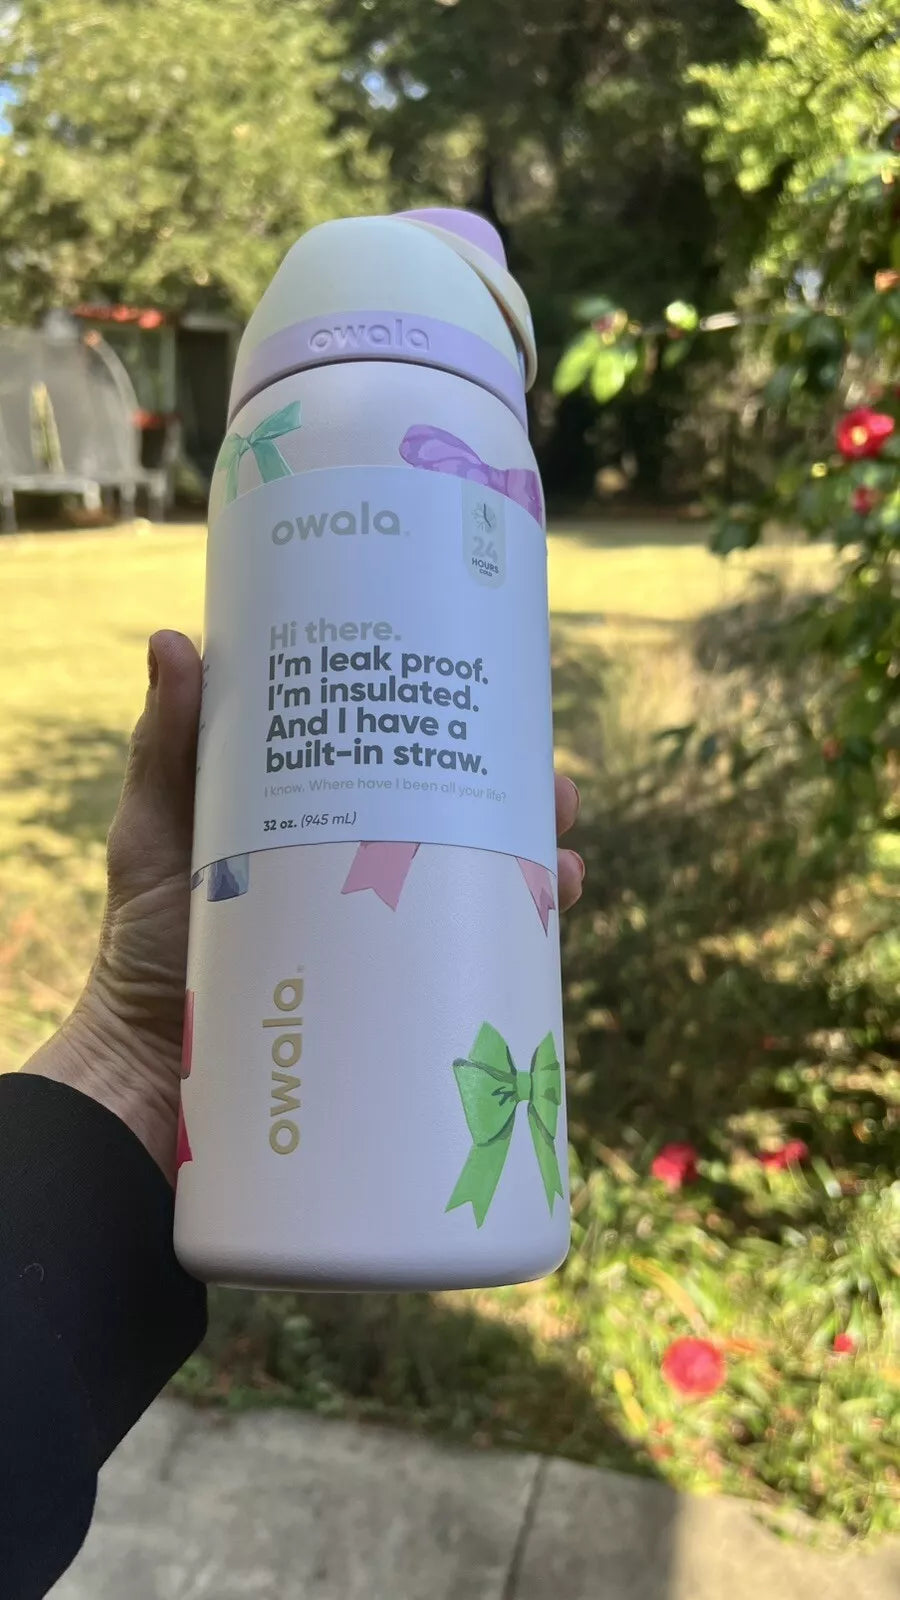 owala
owala
24
HOURS
COLD
Hi there.
I'm leak proof.
I'm insulated.
And I have a
built-in straw.
I know. Where have I been all your life?
32 oz. (945 mL)
owala